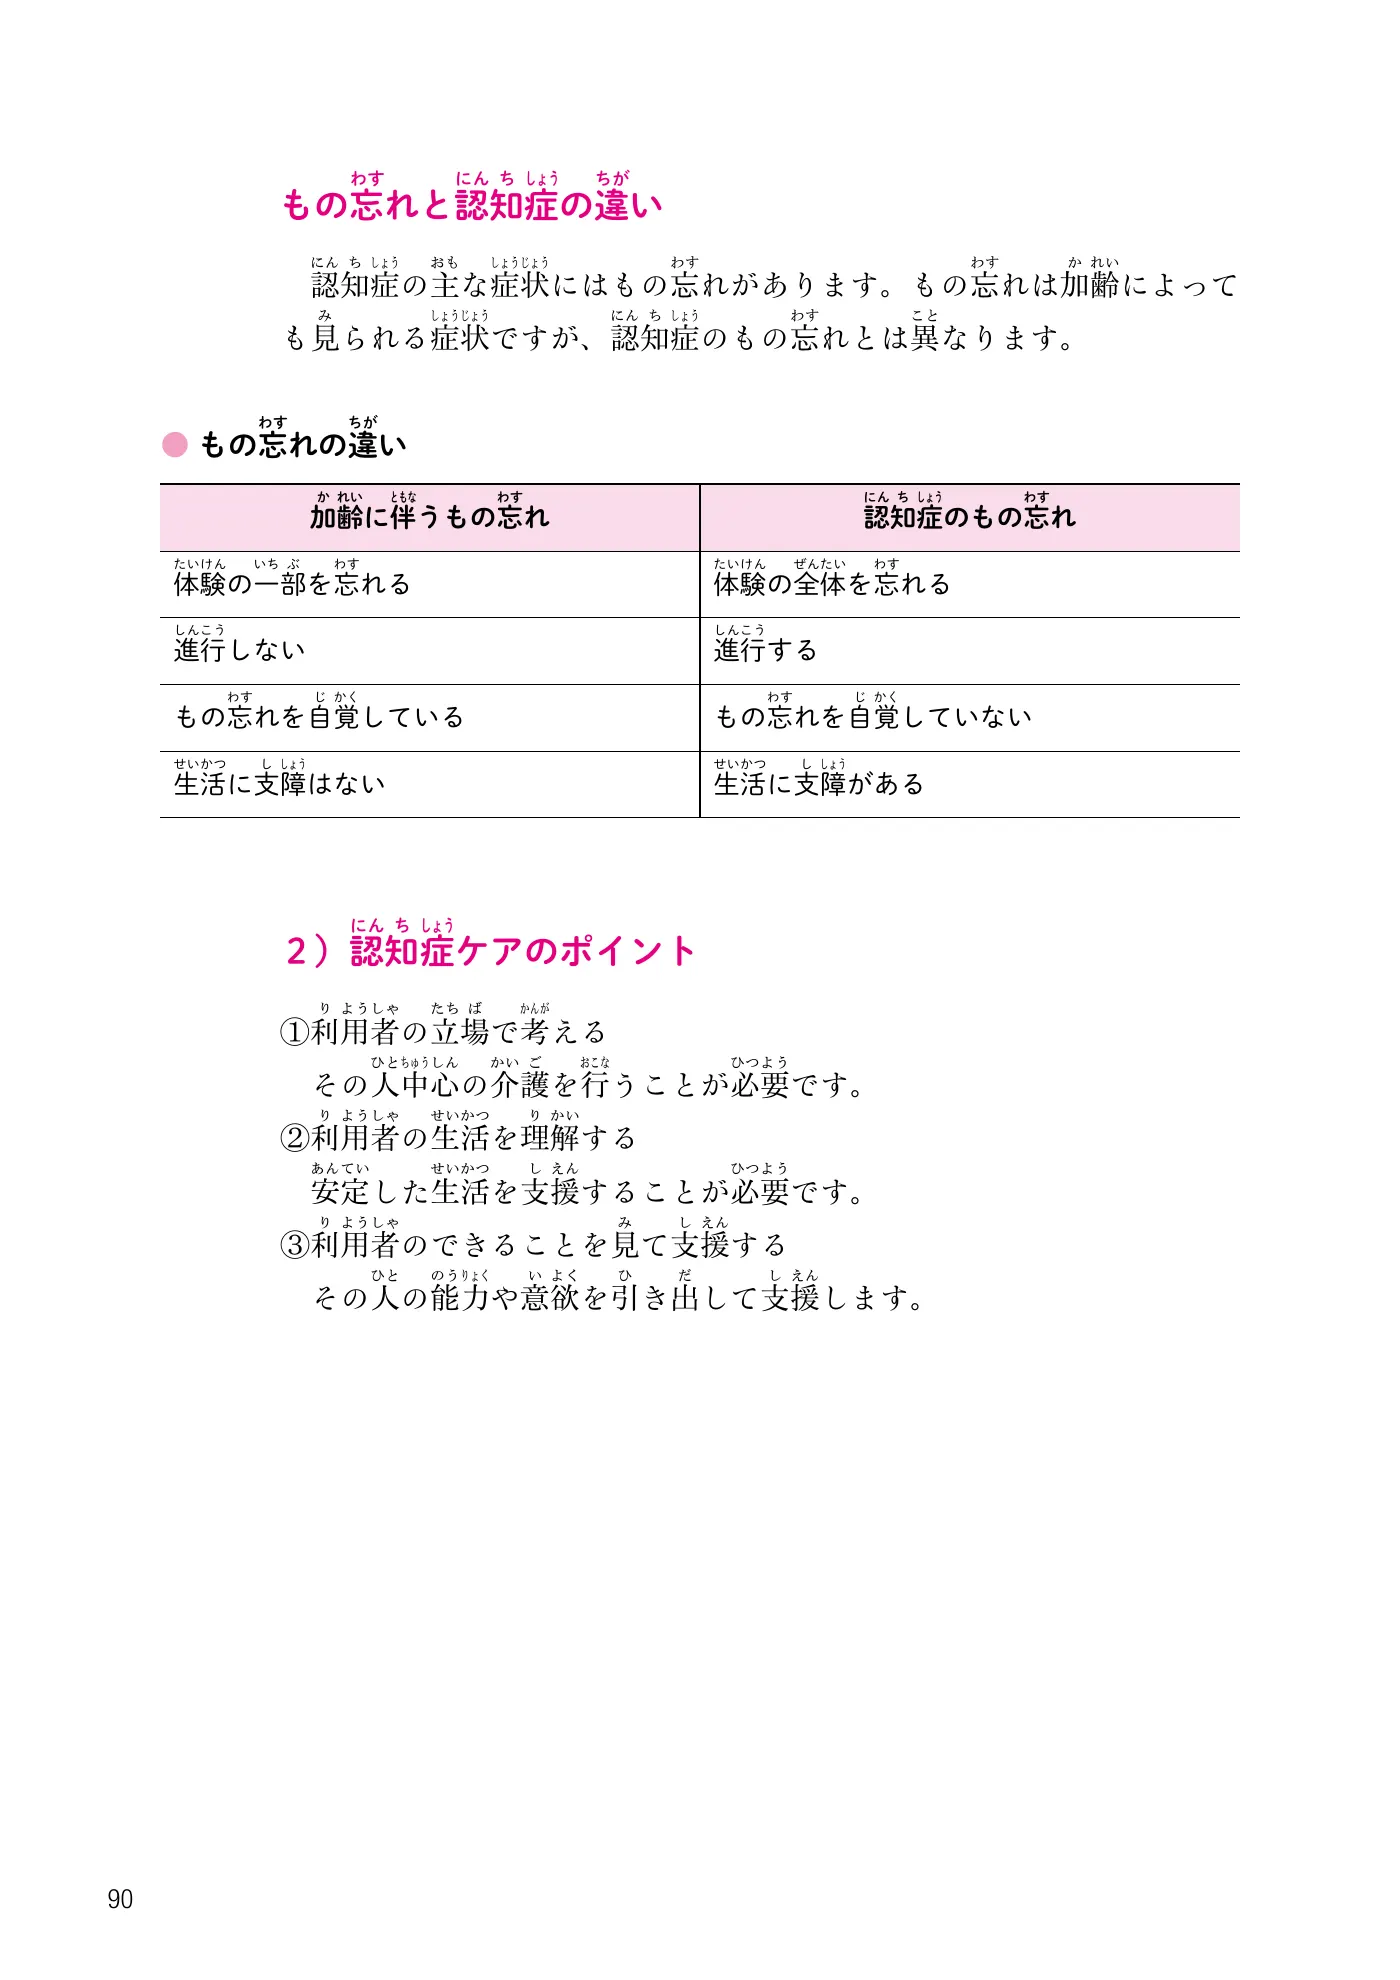 もの忘れと認知症の違い
認知症の主な症状にはもの忘れがあります。もの忘れは加齢によって
も見られる症状ですが、認知症のもの忘れとは異なります。
● もの忘れの違い
加齢に伴うもの忘れ 認知症のもの忘れ
体験の一部を忘れる 体験の全体を忘れる
進行しない 進行する
もの忘れを自覚している もの忘れを自覚していない
生活に支障はない 生活に支障がある
2）認知症ケアのポイント
①利用者の立場で考える
その人中心の介護を行うことが必要です。
②利用者の生活を理解する
安定した生活を支援することが必要です。
③利用者のできることを見て支援する
その人の能力や意欲を引き出して支援します。
90